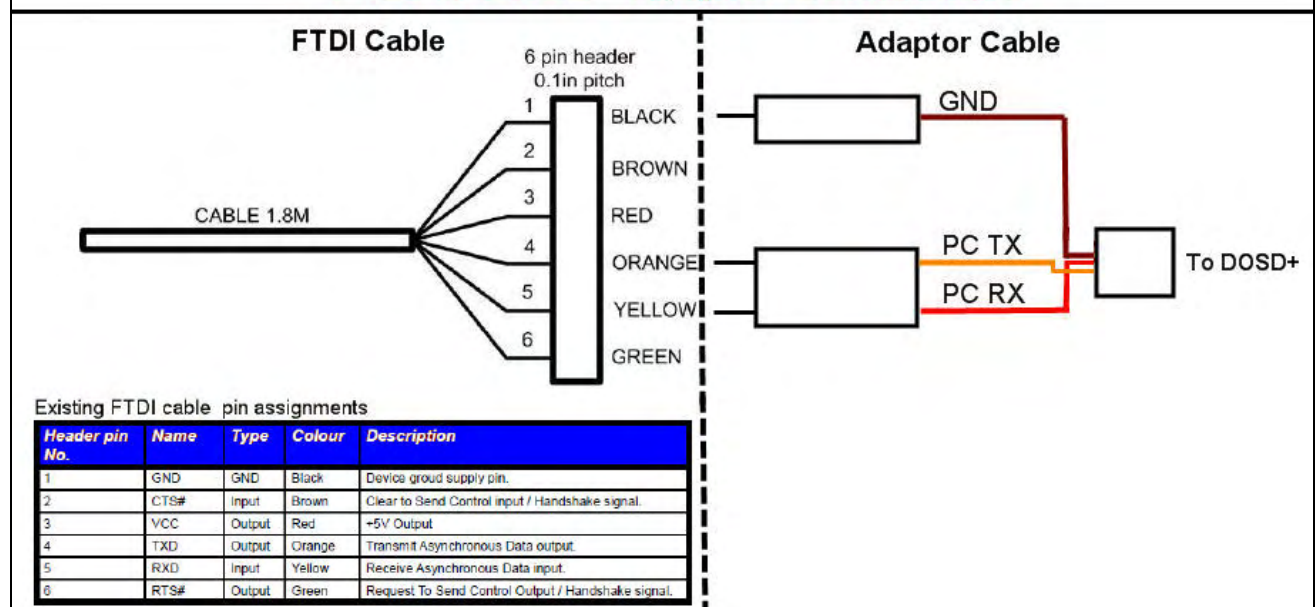 FTDI Cable
6 pin header
0.1in pitch
1
BLACK
2
BROWN
3
RED
4
ORANGE
5
YELLOW
6
GREEN
CABLE 1.8M
Adaptor Cable
GND
PC TX
PC RX
To DOSD+
Existing FTDI cable pin assignments
Header pin No. Name Type Colour Description
1 GND GND Black Device groud supply pin.
2 CTS# Input Brown Clear to Send Control input / Handshake signal.
3 VCC Output Red +5V Output
4 TXD Output Orange Transmit Asynchronous Data output.
5 RXD Input Yellow Receive Asynchronous Data input.
6 RTS# Output Green Request To Send Control Output / Handshake signal.